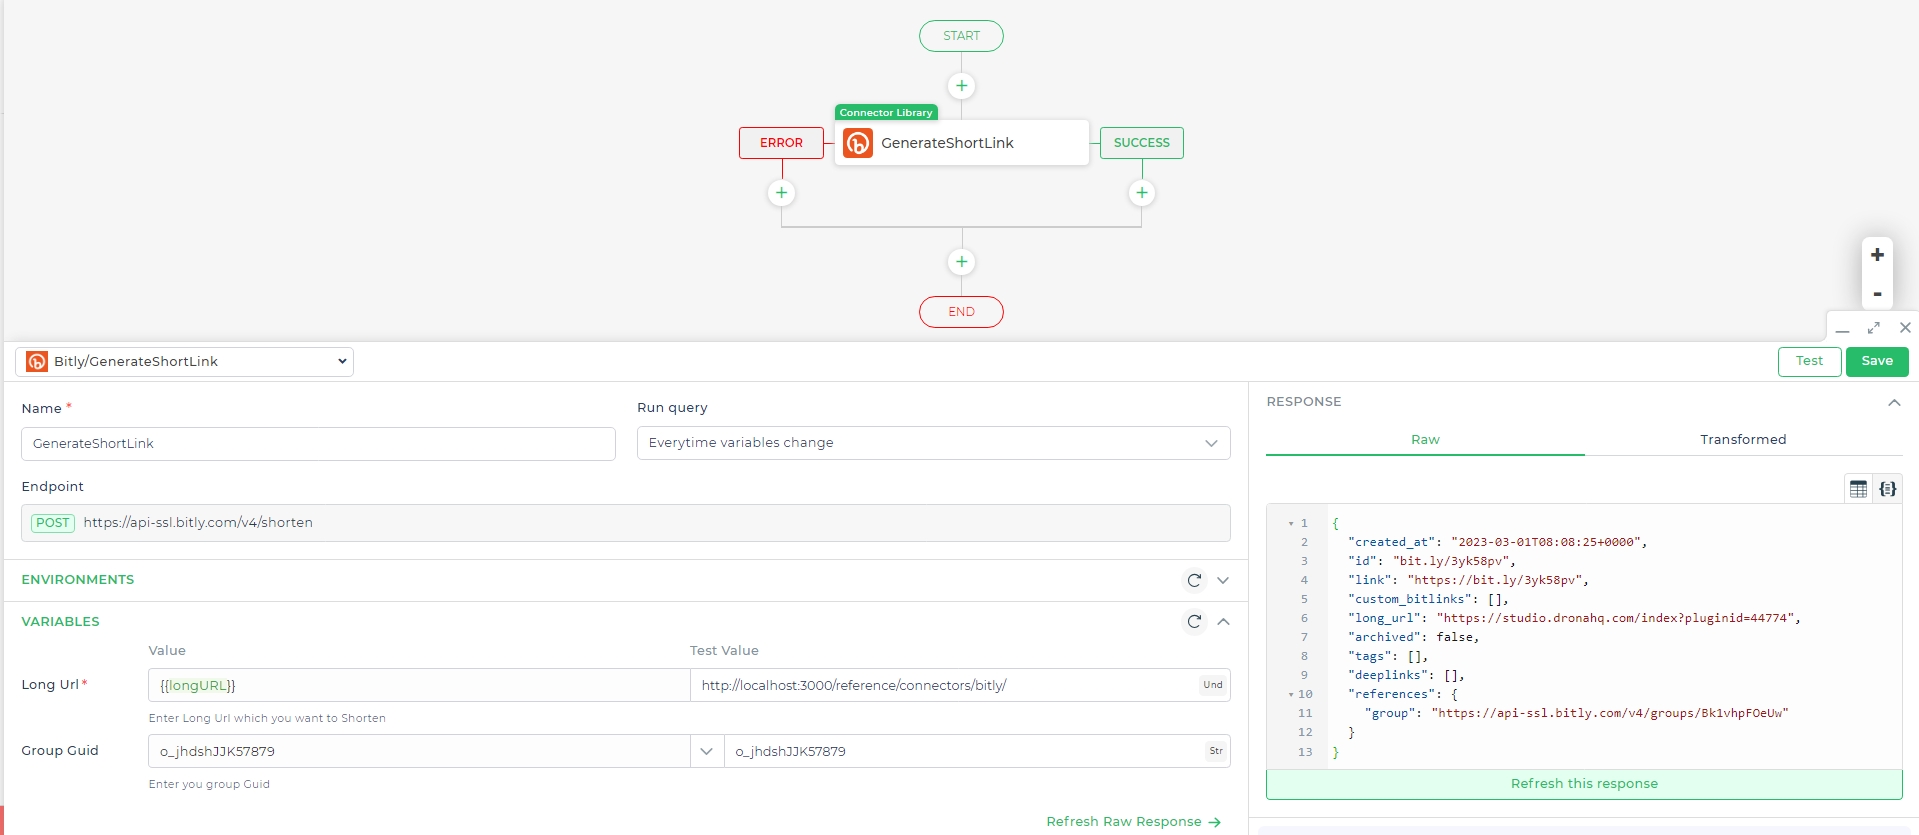 START
Connector Library
ERROR
GenerateShortLink
SUCCESS
END
Bitly/GenerateShortLink
Test
Save
Name *
Run query
GenerateShortLink
Everytime variables change
Endpoint
POST https://api-ssl.bitly.com/v4/shorten
ENVIRONMENTS
VARIABLES
Value
Test Value
Long Url *
{{longURL}}
http://localhost:3000/reference/connectors/bitly/
Und
Enter Long Url which you want to Shorten
Group Guid
o_jhdshJJK57879
o_jhdshJJK57879
Str
Enter you group Guid
Refresh Raw Response
RESPONSE
Raw
Transformed
1 {
2 "created_at": "2023-03-01T08:08:25+0000",
3 "id": "bit.ly/3yk58pv",
4 "link": "https://bit.ly/3yk58pv",
5 "custom_bitlinks": [],
6 "long_url": "https://studio.dronahq.com/index?pluginid=44774",
7 "archived": false,
8 "tags": [],
9 "deeplinks": [],
10 "references": {
11 "group": "https://api-ssl.bitly.com/v4/groups/Bk1vhpFOeUw"
12 }
13 }
Refresh this response